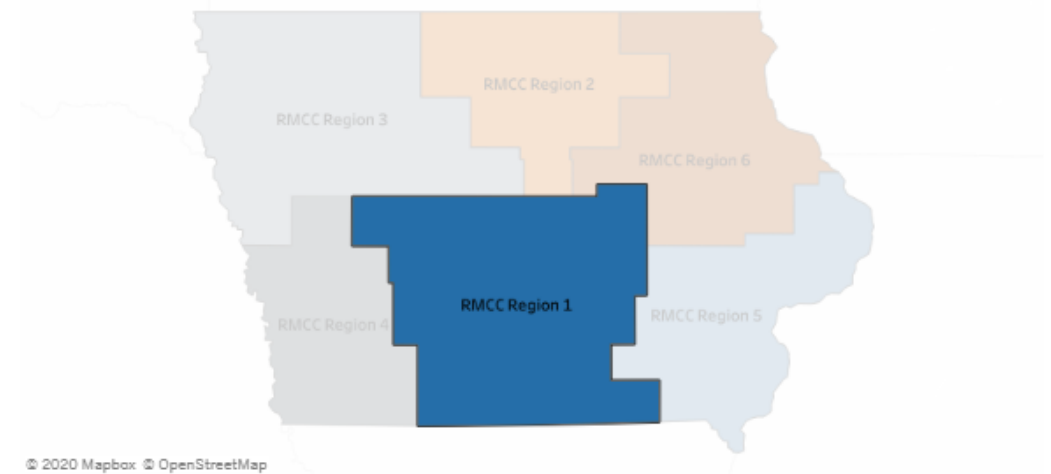 RMCC Region 2
RMCC Region 3
RMCC Region 6
RMCC Region 1
RMCC Region 5
RMCC Region 4
© 2020 Mapbox © OpenStreetMap